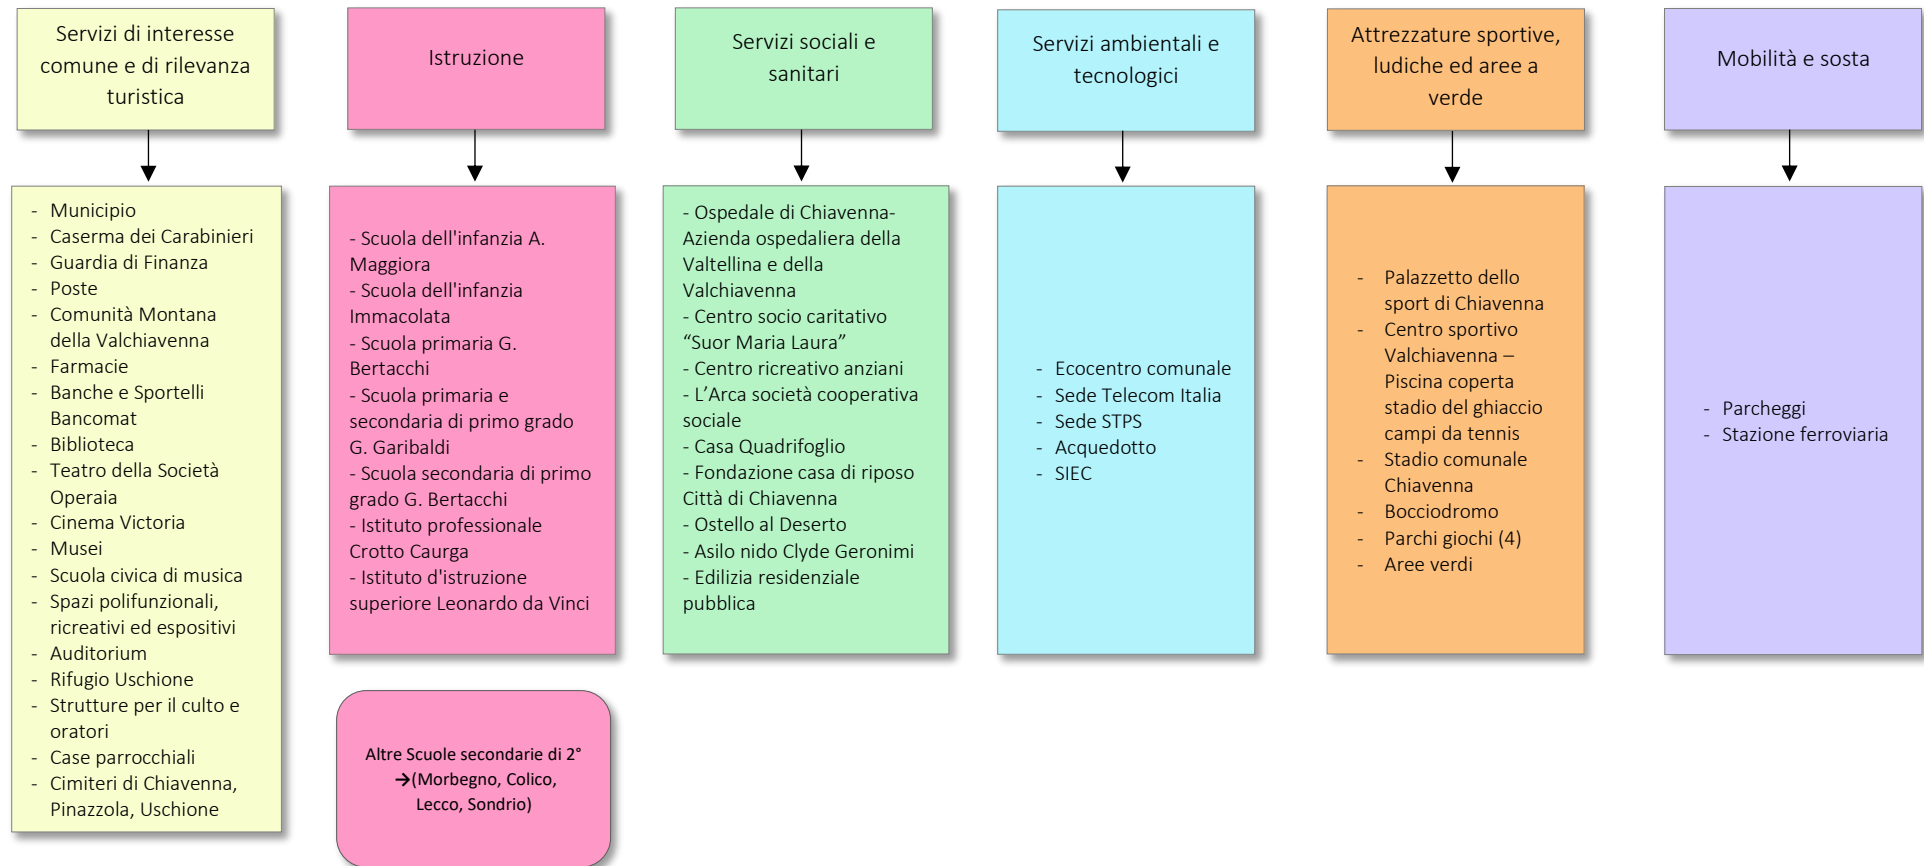 Servizi di interesse
comune e di rilevanza
turistica
Istruzione
Servizi sociali e
sanitari
Servizi ambientali e
tecnologici
Attrezzature sportive,
ludiche ed aree a
verde
Mobilità e sosta
- Municipio
- Caserma dei Carabinieri
- Guardia di Finanza
- Poste
- Comunità Montana
della Valchiavenna
- Farmacie
- Banche e Sportelli
Bancomat
- Biblioteca
- Teatro della Società
Operaia
- Cinema Victoria
- Musei
- Scuola civica di musica
- Spazi polifunzionali,
ricreativi ed espositivi
- Auditorium
- Rifugio Uschione
- Strutture per il culto e
oratori
- Case parrocchiali
- Cimiteri di Chiavenna,
Pinazzola, Uschione
- Scuola dell'infanzia A.
Maggiora
- Scuola dell'infanzia
Immacolata
- Scuola primaria G.
Bertacchi
- Scuola primaria e
secondaria di primo grado
G. Garibaldi
- Scuola secondaria di primo
grado G. Bertacchi
- Istituto professionale
Crotto Caurga
- Istituto d'istruzione
superiore Leonardo da Vinci
Altre Scuole secondarie di 2°
→(Morbegno, Colico,
Lecco, Sondrio)
- Ospedale di Chiavenna-
Azienda ospedaliera della
Valtellina e della
Valchiavenna
- Centro socio caritativo
“Suor Maria Laura”
- Centro ricreativo anziani
- L’Arca società cooperativa
sociale
- Casa Quadrifoglio
- Fondazione casa di riposo
Città di Chiavenna
- Ostello al Deserto
- Asilo nido Clyde Geronimi
- Edilizia residenziale
pubblica
- Ecocentro comunale
- Sede Telecom Italia
- Sede STPS
- Acquedotto
- SIEC
- Palazzetto dello
sport di Chiavenna
- Centro sportivo
Valchiavenna –
Piscina coperta
stadio del ghiaccio
campi da tennis
- Stadio comunale
Chiavenna
- Bocciodromo
- Parchi giochi (4)
- Aree verdi
- Parcheggi
- Stazione ferroviaria